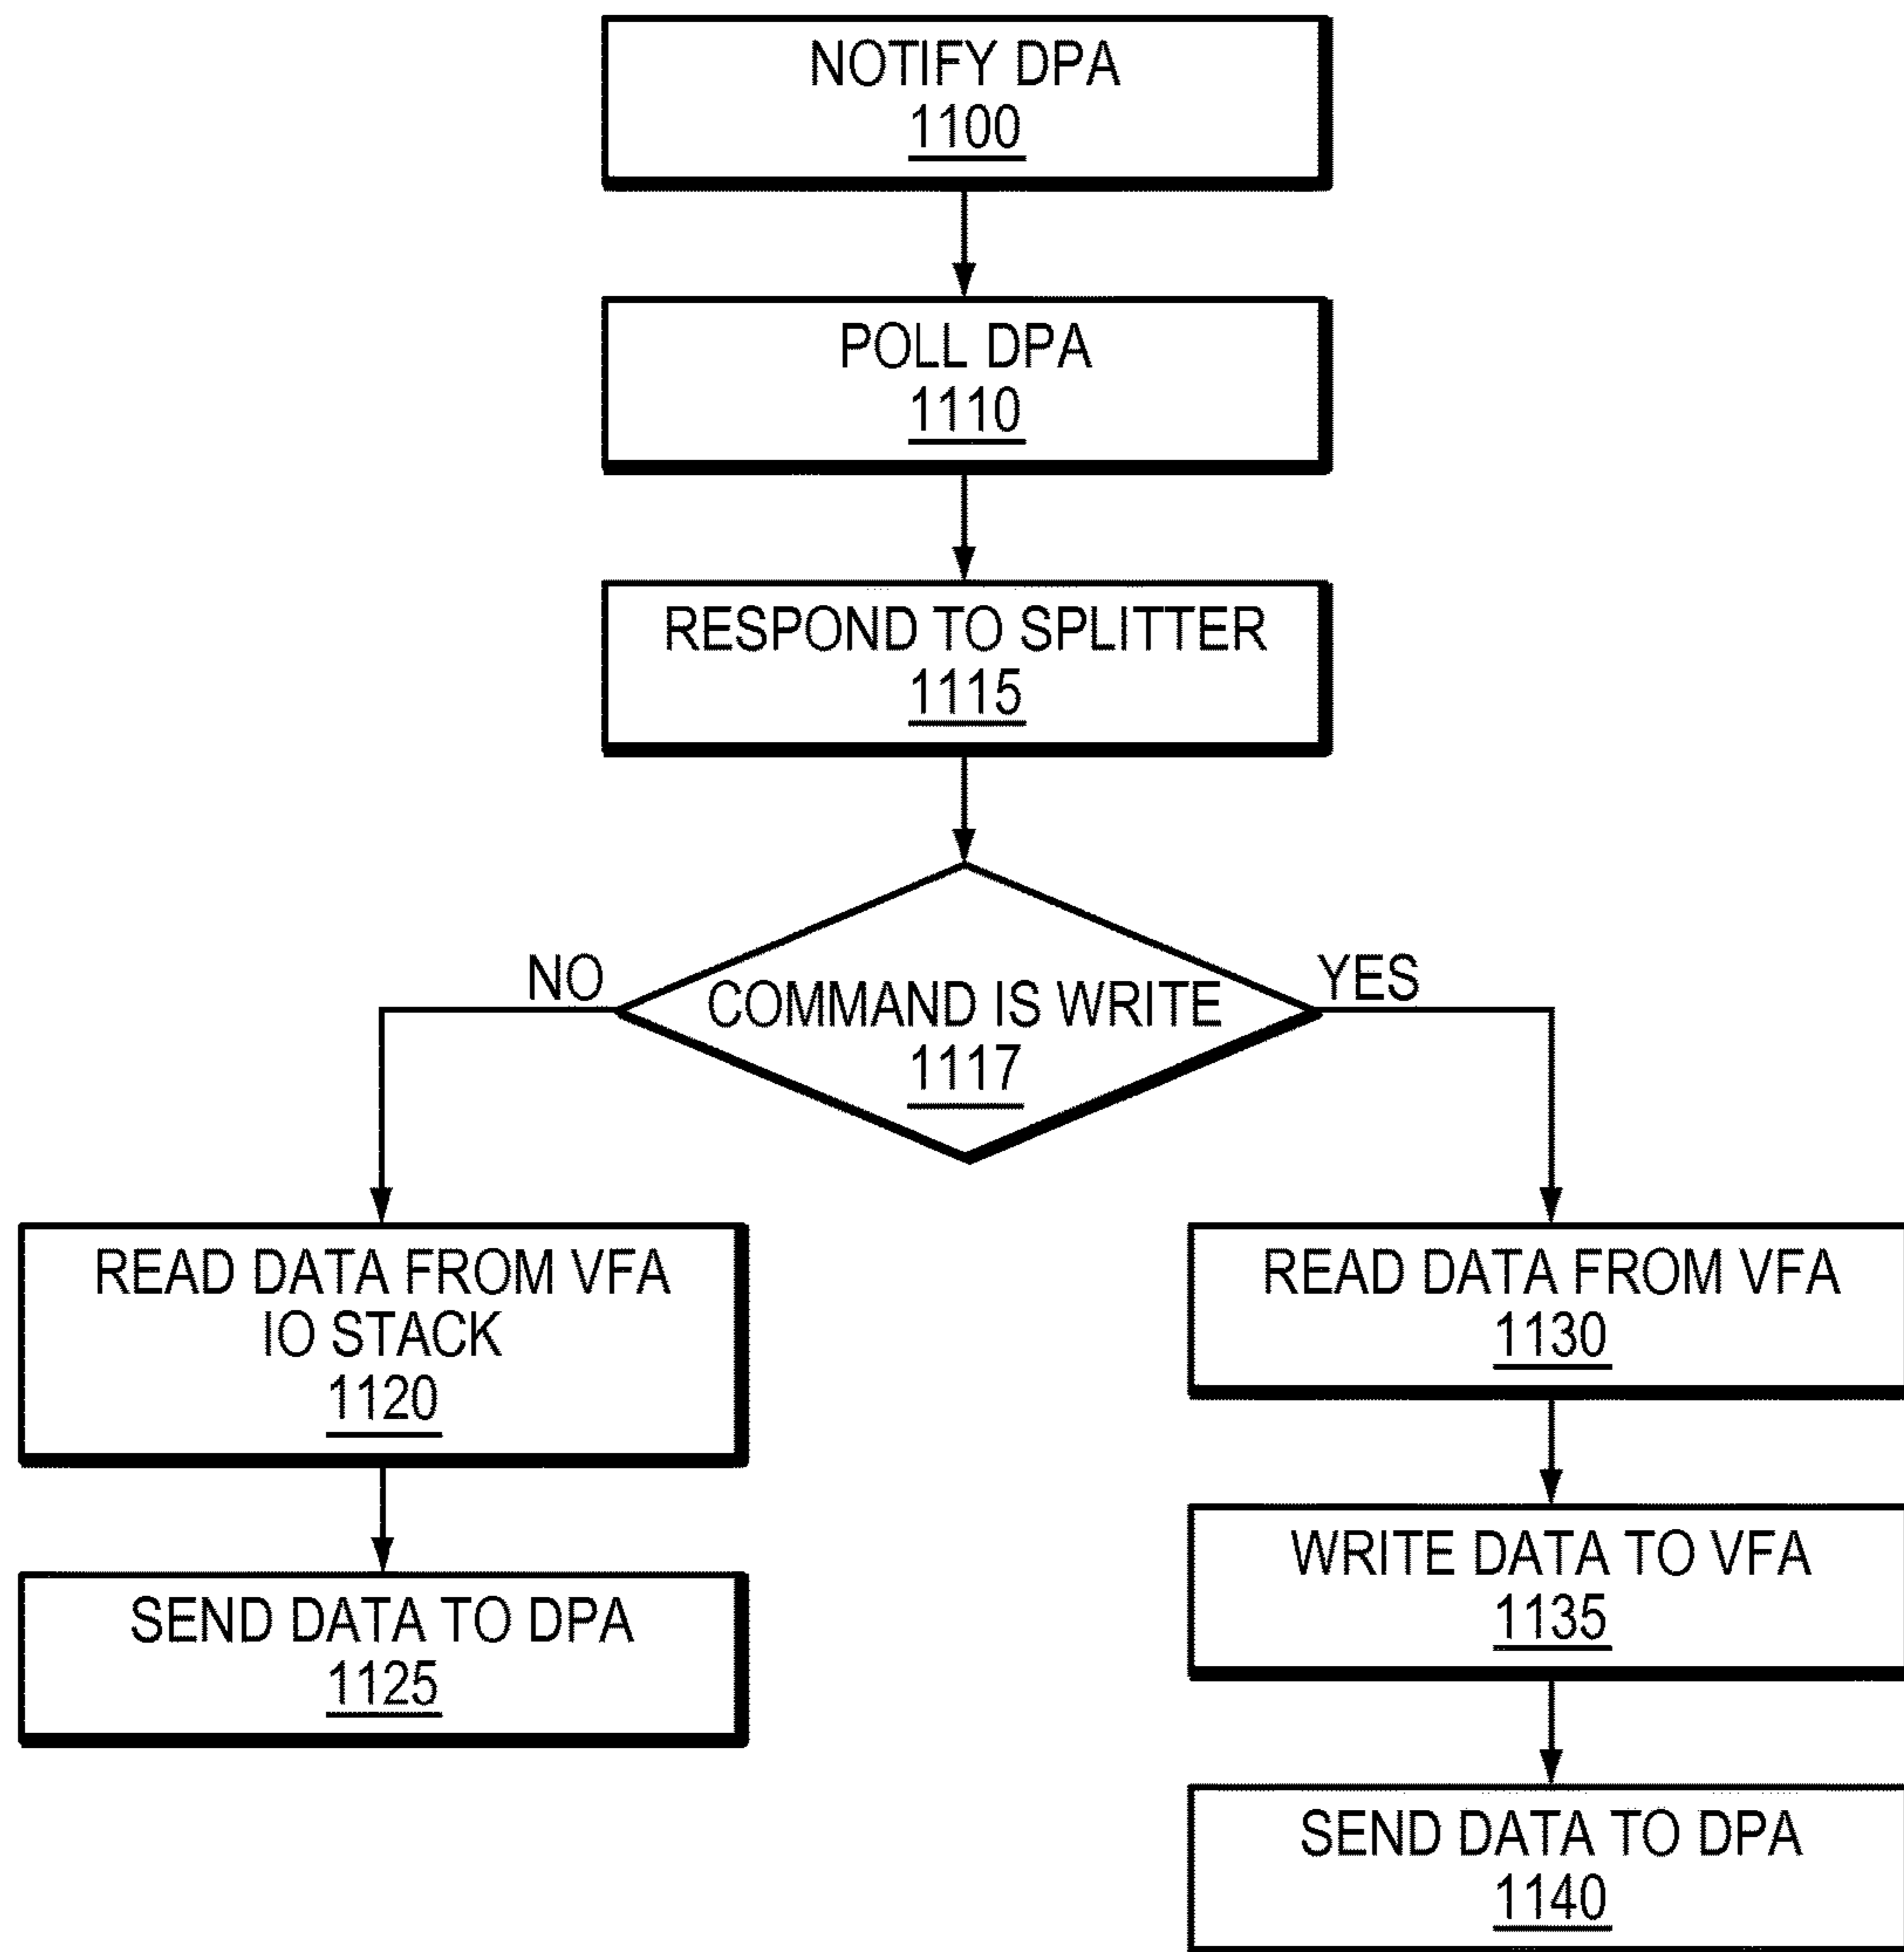 NOTIFY DPA
1100
POLL DPA
1110
RESPOND TO SPLITTER
1115
COMMAND IS WRITE
1117
NO
YES
READ DATA FROM VFA
IO STACK
1120
SEND DATA TO DPA
1125
READ DATA FROM VFA
1130
WRITE DATA TO VFA
1135
SEND DATA TO DPA
1140